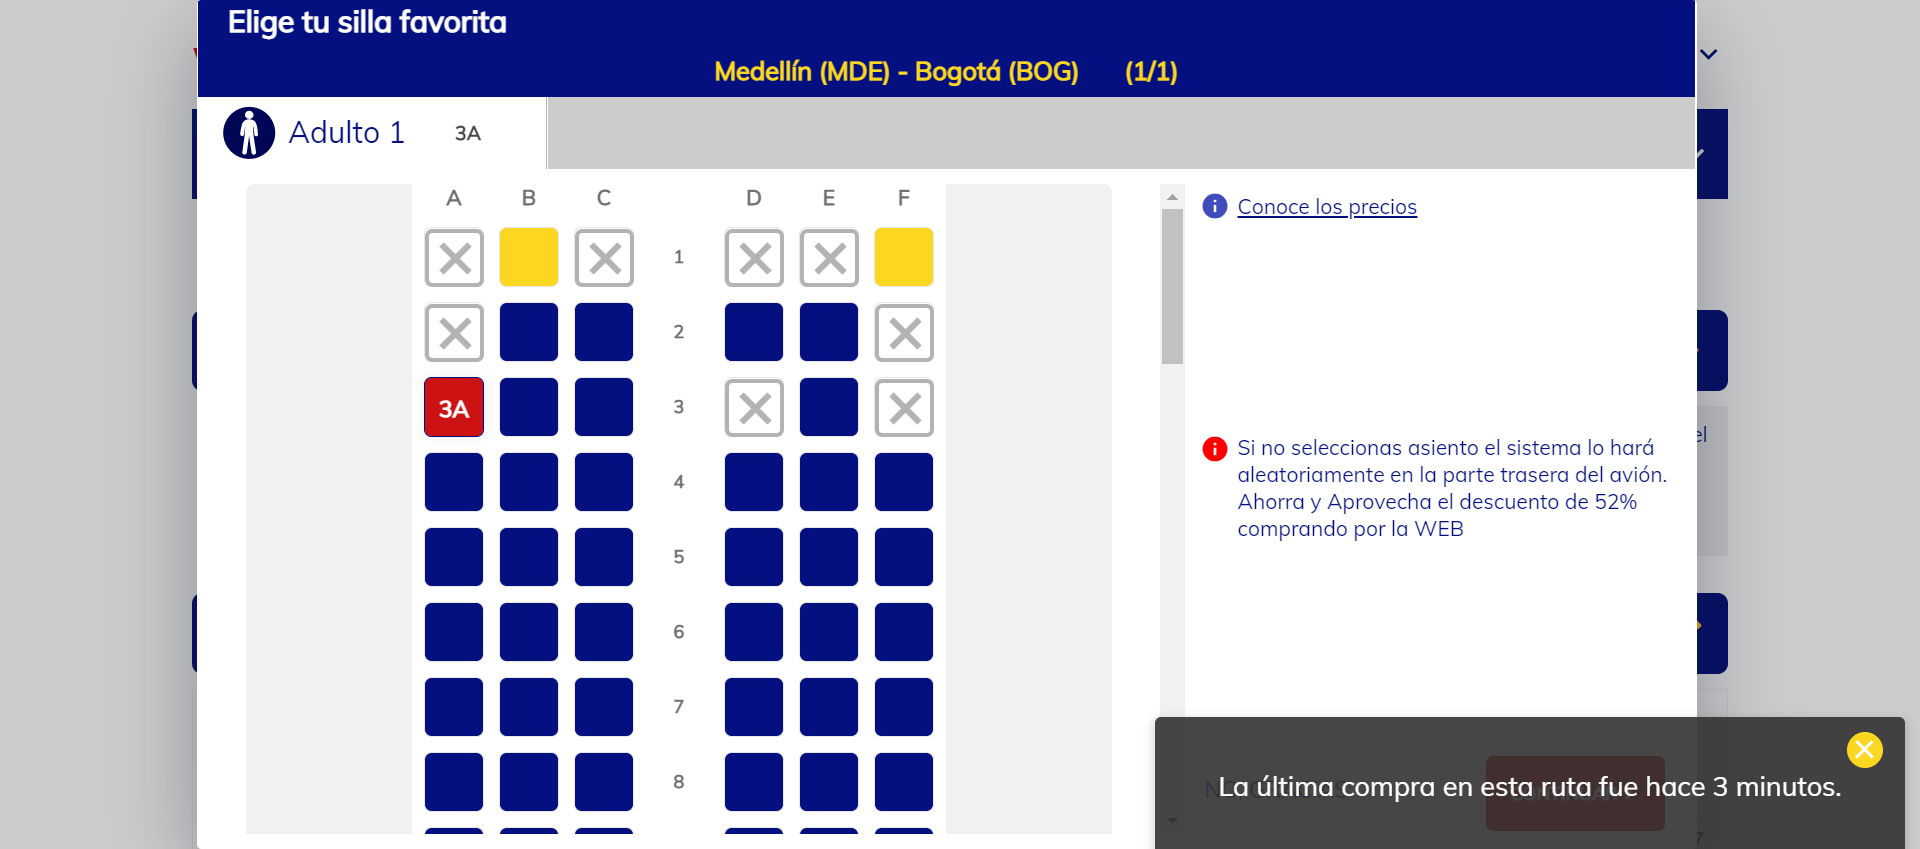 Elige tu silla favorita
Medellín (MDE) - Bogotá (BOG) (1/1)
Adulto 1 3A
A B C D E F
1
2
3A 3
4
5
6
7
8
Conoce los precios
Si no seleccionas asiento el sistema lo hará
aleatoriamente en la parte trasera del avión.
Ahorra y Aprovecha el descuento de 52%
comprando por la WEB
el
La última compra en esta ruta fue hace 3 minutos.